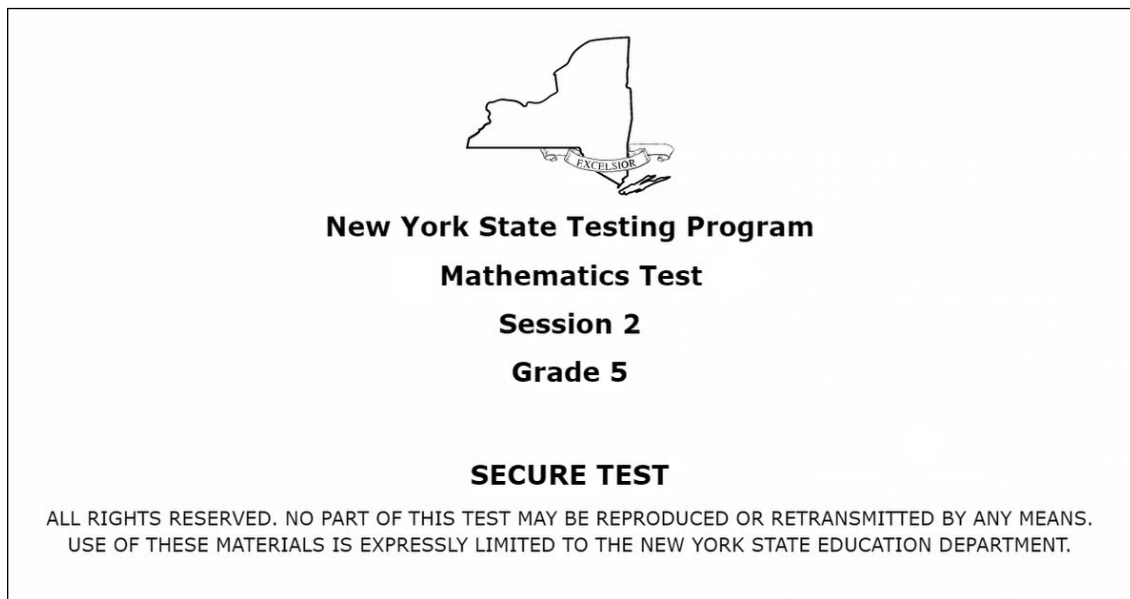 EXCELSIOR
New York State Testing Program
Mathematics Test
Session 2
Grade 5
SECURE TEST
ALL RIGHTS RESERVED. NO PART OF THIS TEST MAY BE REPRODUCED OR RETRANSMITTED BY ANY MEANS.
USE OF THESE MATERIALS IS EXPRESSLY LIMITED TO THE NEW YORK STATE EDUCATION DEPARTMENT.